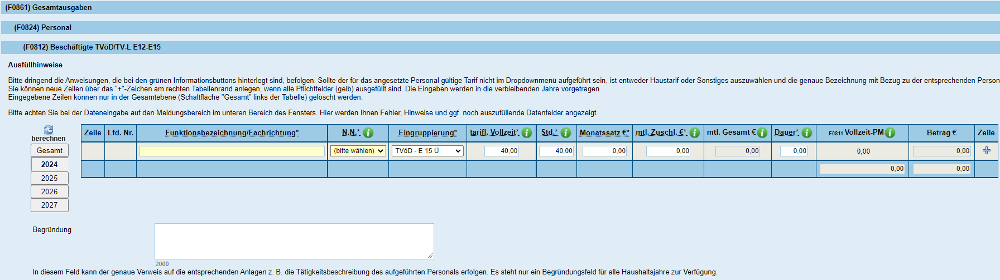 (F0861) Gesamtausgaben
(F0824) Personal
(F0812) Beschäftigte TVöD/TV-L E12-E15
Ausfüllhinweise
Bitte dringend die Anweisungen, die bei den grünen Informationsbuttons hinterlegt sind, befolgen. Sollte der für das angesetzte Personal gültige Tarif nicht im Dropdownmenü aufgeführt sein, ist entweder Haustarif oder Sonstiges auszuwählen und die genaue Bezeichnung mit Bezug zu der entsprechenden Person
Sie können neue Zeilen über das "+"-Zeichen am rechten Tabellenrand anlegen, wenn alle Pflichtfelder (gelb) ausgefüllt sind. Die Eingaben werden in die verbleibenden Jahre vorgetragen.
Eingegebene Zeilen können nur in der Gesamtebene (Schaltfläche "Gesamt" links der Tabelle) gelöscht werden.
Bitte achten Sie bei der Dateneingabe auf den Meldungsbereich im unteren Bereich des Fensters. Hier werden Ihnen Fehler, Hinweise und ggf. noch auszufüllende Datenfelder angezeigt.
berechnen
Gesamt
2024
2025
2026
2027
Zeile Lfd. Nr. Funktionsbezeichnung/Fachrichtung* N.N.* i Eingruppierung* tarifl. Vollzeit* i Std.* i Monatssatz €* mtl. Zuschl. €* i mtl. Gesamt € i Dauer* i F0811 Vollzeit-PM i Betrag € Zeile
(bitte wählen) TVöD - E 15 Ü 40,00 40,00 0,00 0,00 0,00 0,00 0,00 0,00 +
0,00 0,00
Begründung
2000
In diesem Feld kann der genaue Verweis auf die entsprechenden Anlagen z. B. die Tätigkeitsbeschreibung des aufgeführten Personals erfolgen. Es steht nur ein Begründungsfeld für alle Haushaltsjahre zur Verfügung.